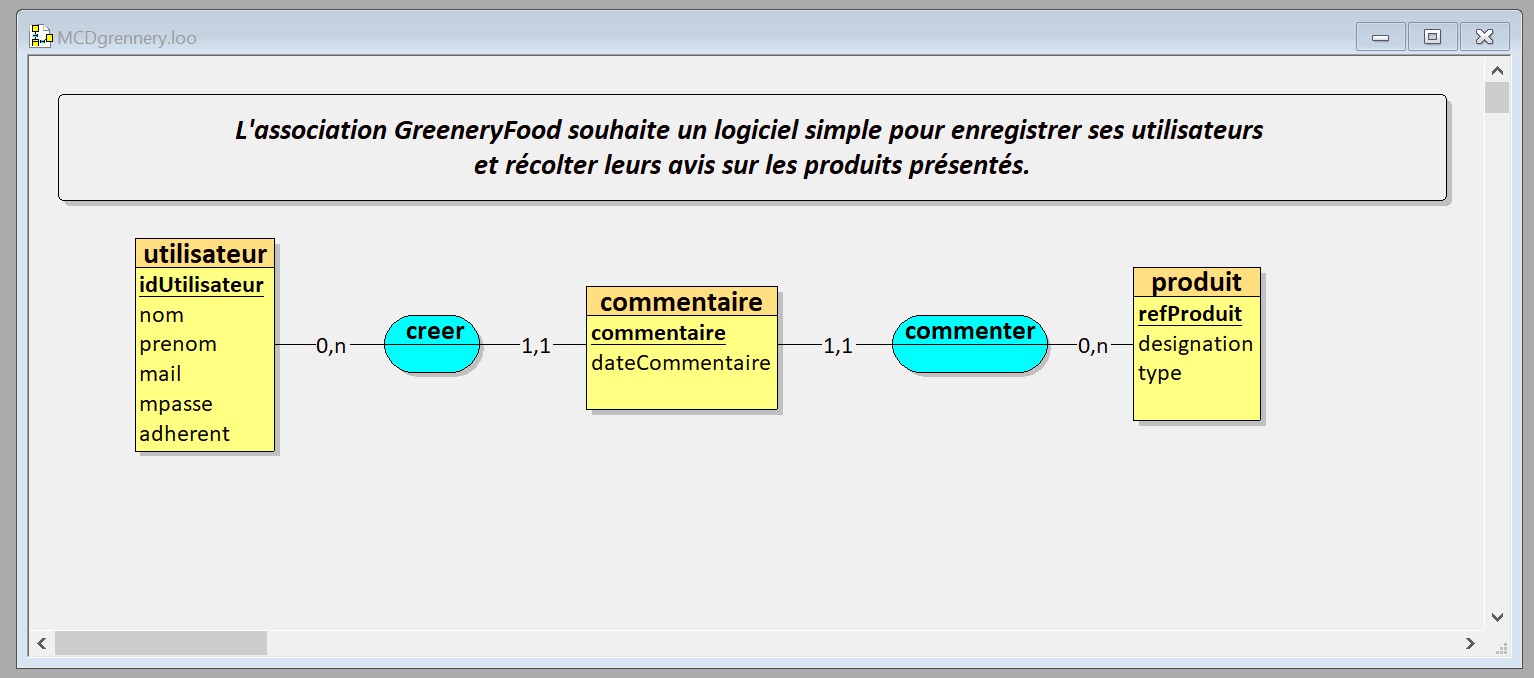 MCDgrennery.loo
L'association GreeneryFood souhaite un logiciel simple pour enregistrer ses utilisateurs
et récolter leurs avis sur les produits présentés.
utilisateur
idUtilisateur
nom
prenom
mail
mpasse
adherent
0,n
creer
1,1
commentaire
commentaire
dateCommentaire
1,1
commenter
0,n
produit
refProduit
designation
type